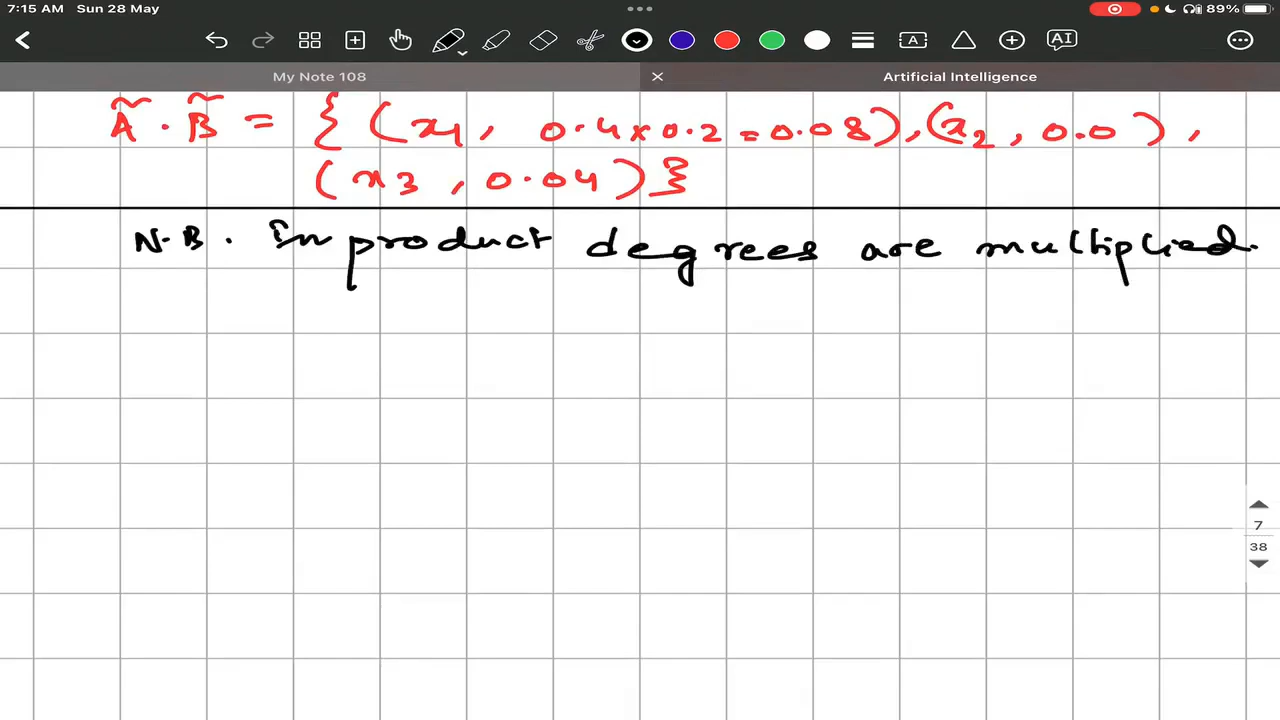 7:15 AM Sun 28 May
89%
A
AI
My Note 108
Artificial Intelligence
Ã . B̃ = { (x1, 0.4×0.2=0.08), (x2, 0.0),
(x3, 0.04) }
N.B. In product degrees are multiplied.
7
38